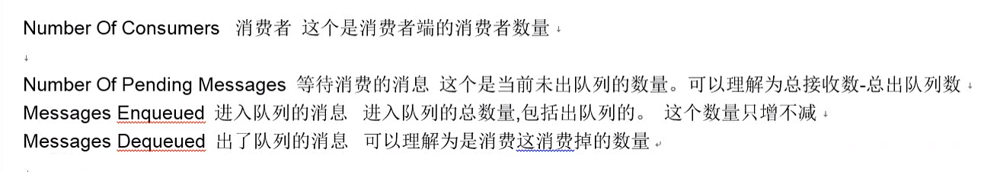 Number Of Consumers 消费者 这个是消费者端的消费者数量
Number Of Pending Messages 等待消费的消息 这个是当前未出队列的数量。可以理解为总接收数-总出队列数
Messages Enqueued 进入队列的消息 进入队列的总数量,包括出队列的。 这个数量只增不减
Messages Dequeued 出了队列的消息 可以理解为是消费这消费掉的数量